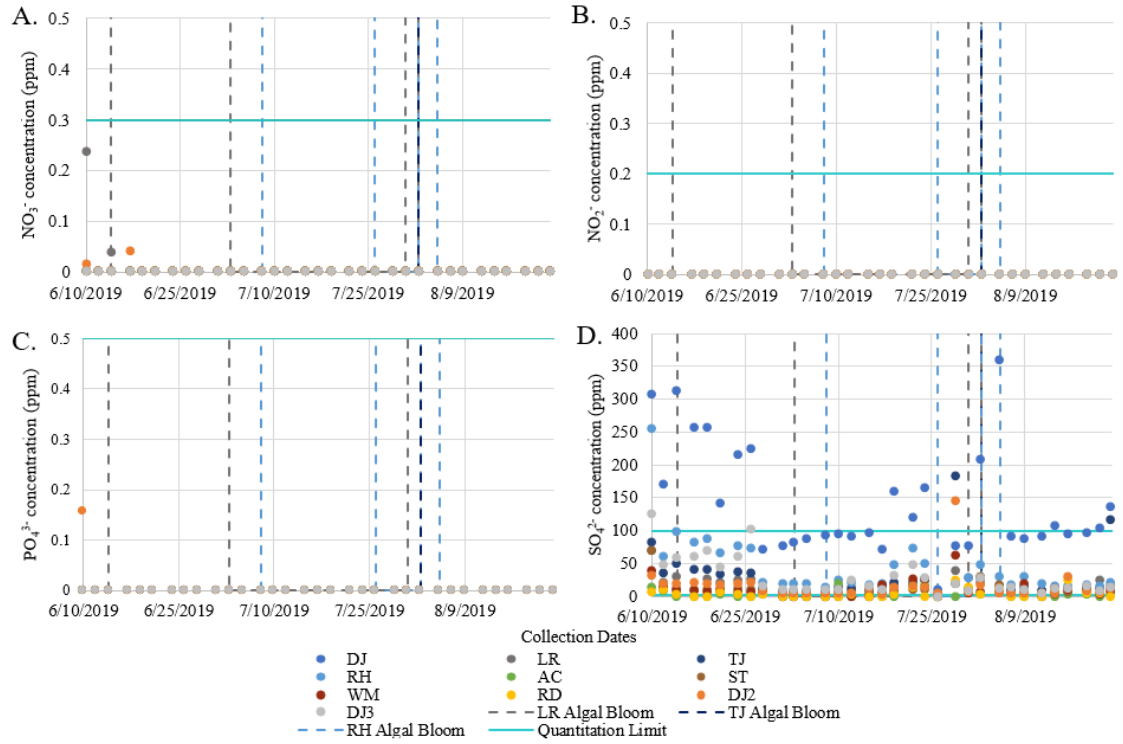 A.
NO₃⁻ concentration (ppm)
0.5
0.4
0.3
0.2
0.1
0
6/10/2019 6/25/2019 7/10/2019 7/25/2019 8/9/2019
B.
NO₂⁻ concentration (ppm)
0.5
0.4
0.3
0.2
0.1
0
6/10/2019 6/25/2019 7/10/2019 7/25/2019 8/9/2019
C.
PO₄³⁻ concentration (ppm)
0.5
0.4
0.3
0.2
0.1
0
6/10/2019 6/25/2019 7/10/2019 7/25/2019 8/9/2019
D.
SO₄²⁻ concentration (ppm)
400
350
300
250
200
150
100
50
0
6/10/2019 6/25/2019 7/10/2019 7/25/2019 8/9/2019
Collection Dates
DJ LR TJ
RH AC ST
WM RD DJ2
DJ3 LR Algal Bloom TJ Algal Bloom
RH Algal Bloom Quantitation Limit